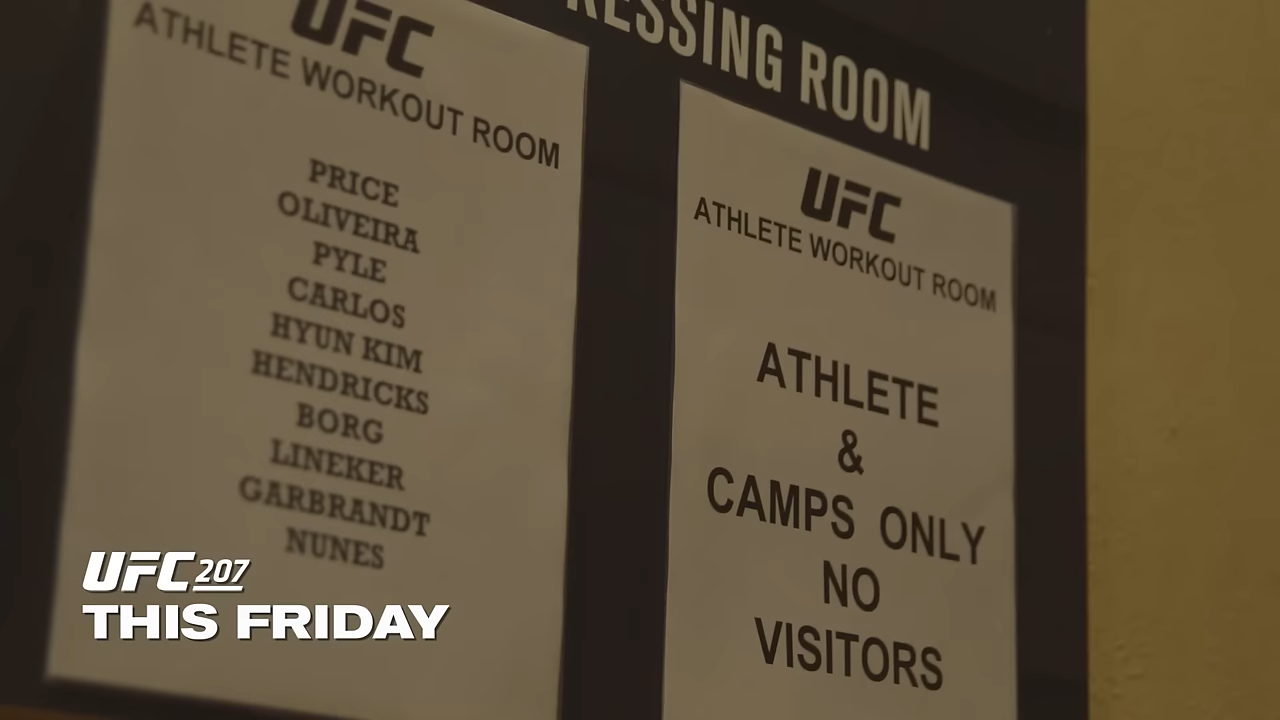 RESSING ROOM
UFC
ATHLETE WORKOUT ROOM
PRICE
OLIVEIRA
PYLE
CARLOS
HYUN KIM
HENDRICKS
BORG
LINEKER
GARBRANDT
NUNES
UFC
ATHLETE WORKOUT ROOM
ATHLETE
&
CAMPS ONLY
NO
VISITORS
UFC 207
THIS FRIDAY